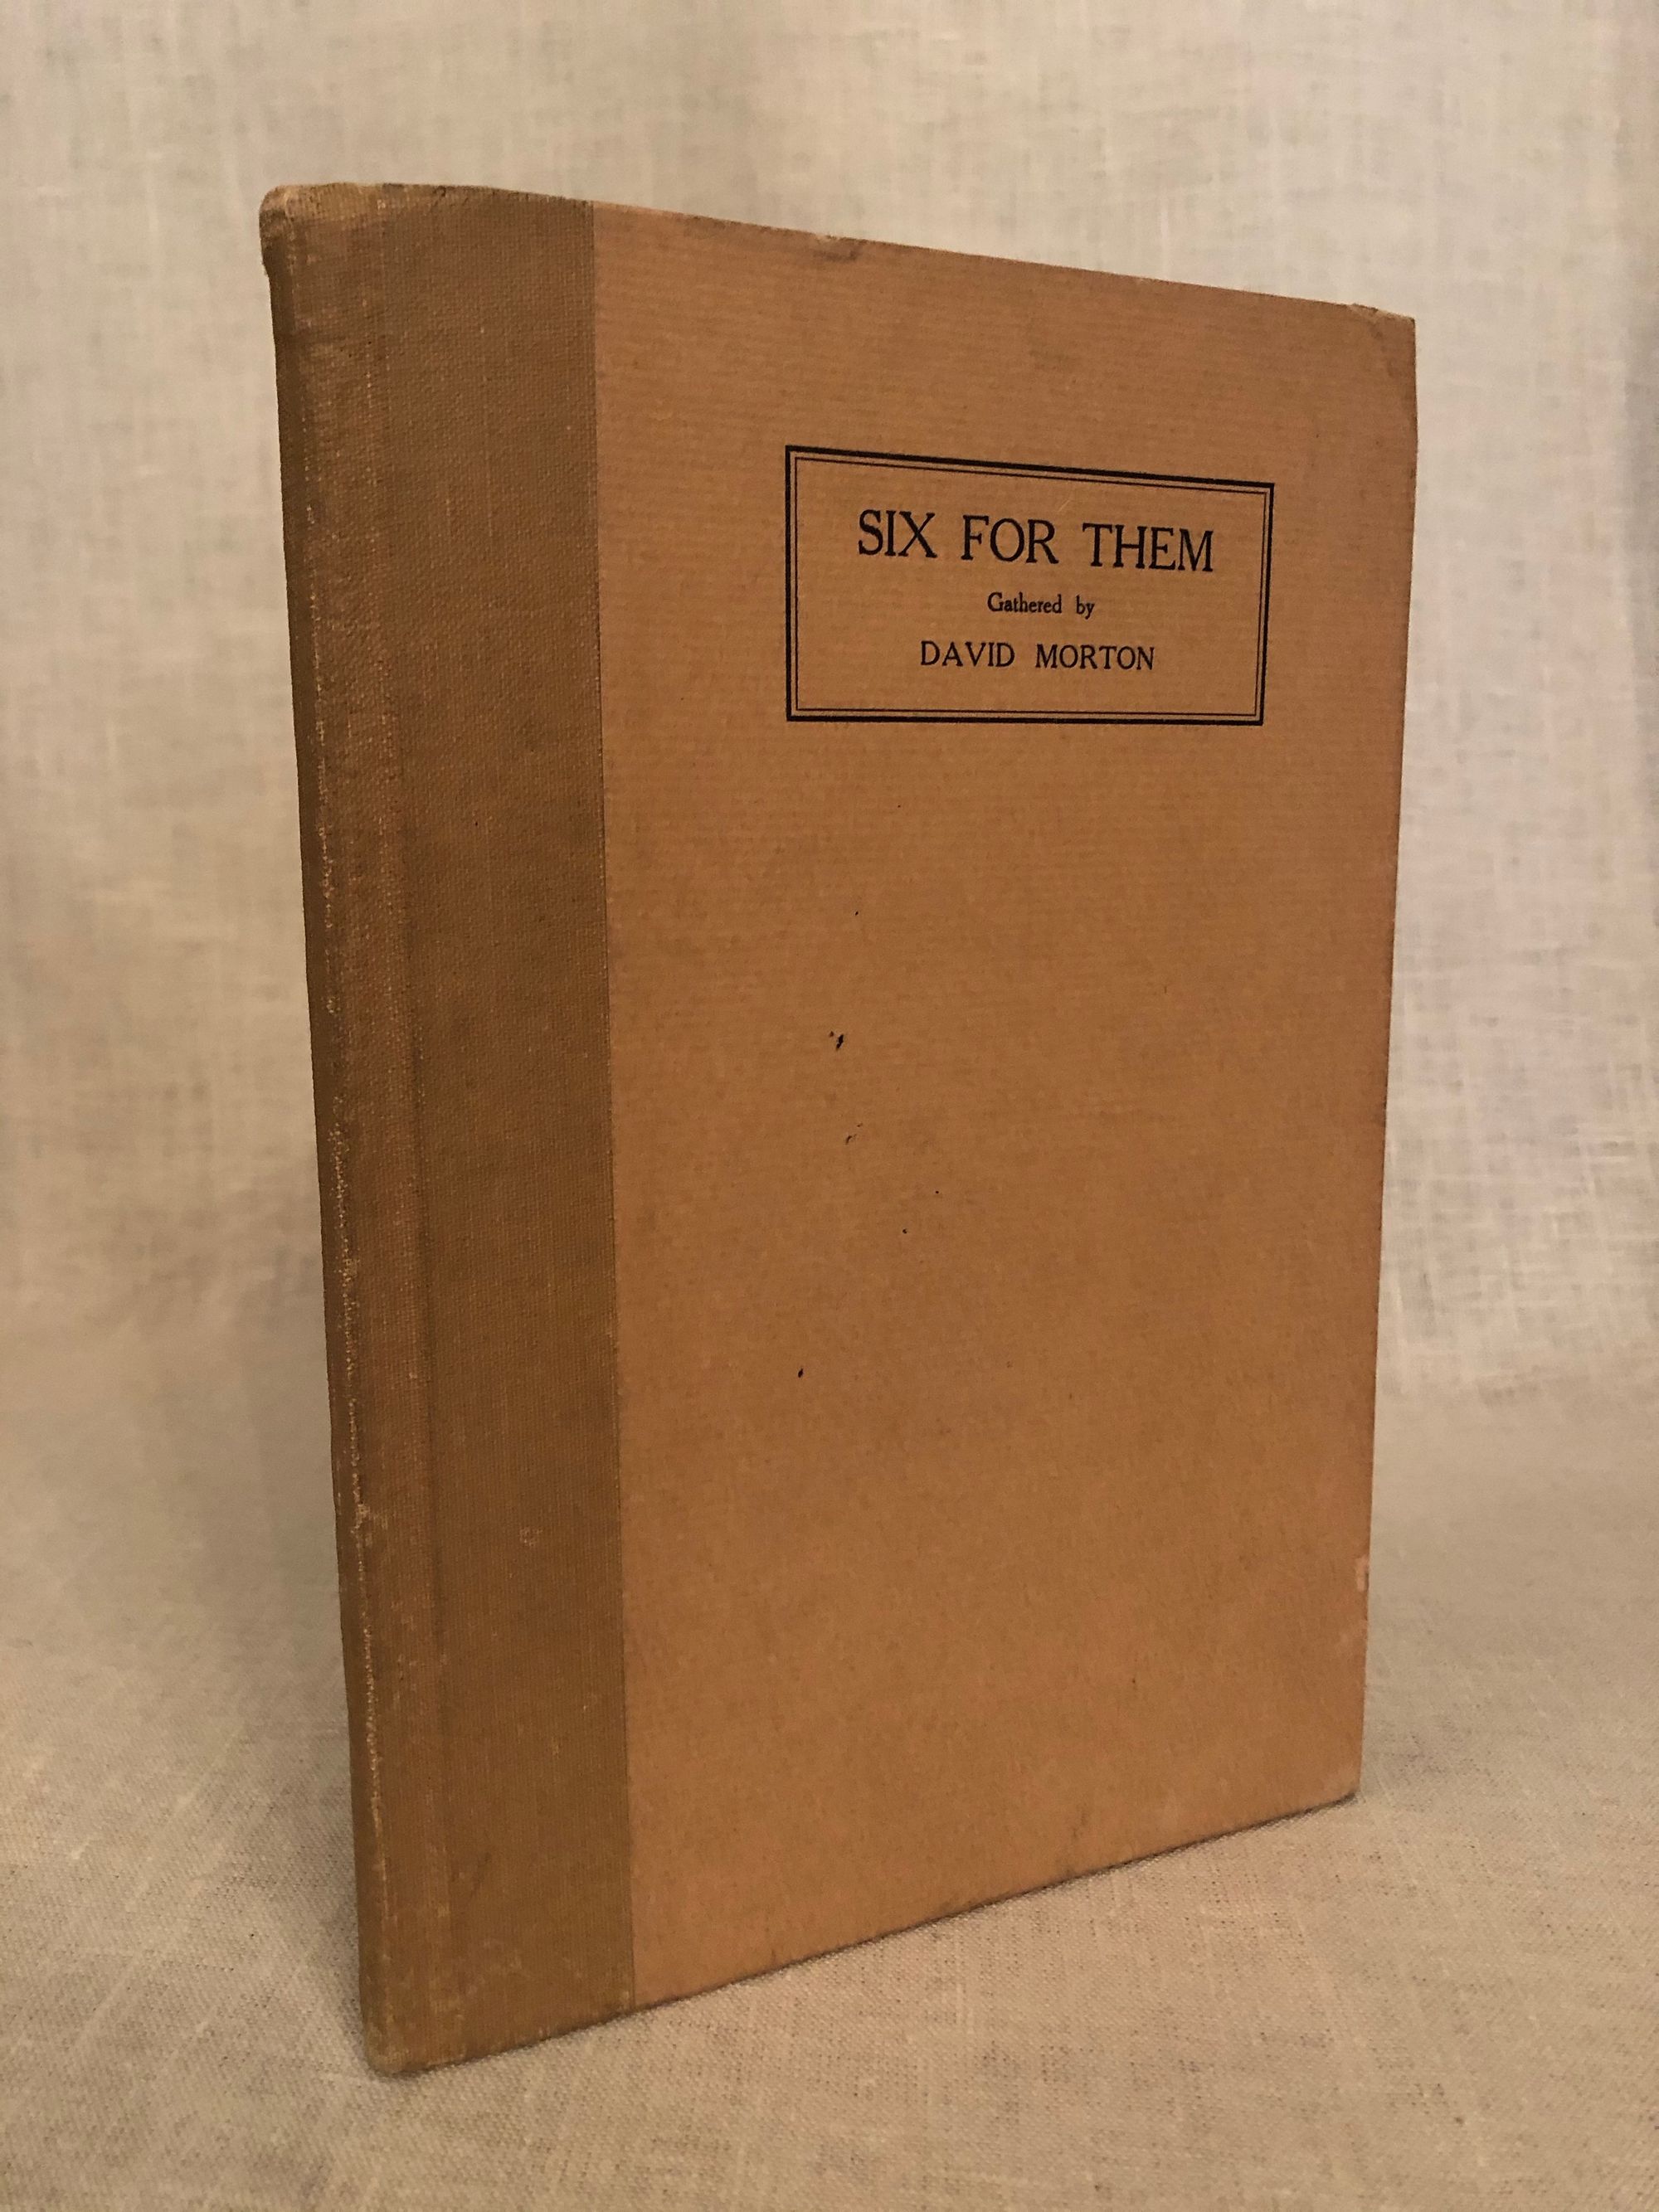 SIX FOR THEM
Gathered by
DAVID MORTON